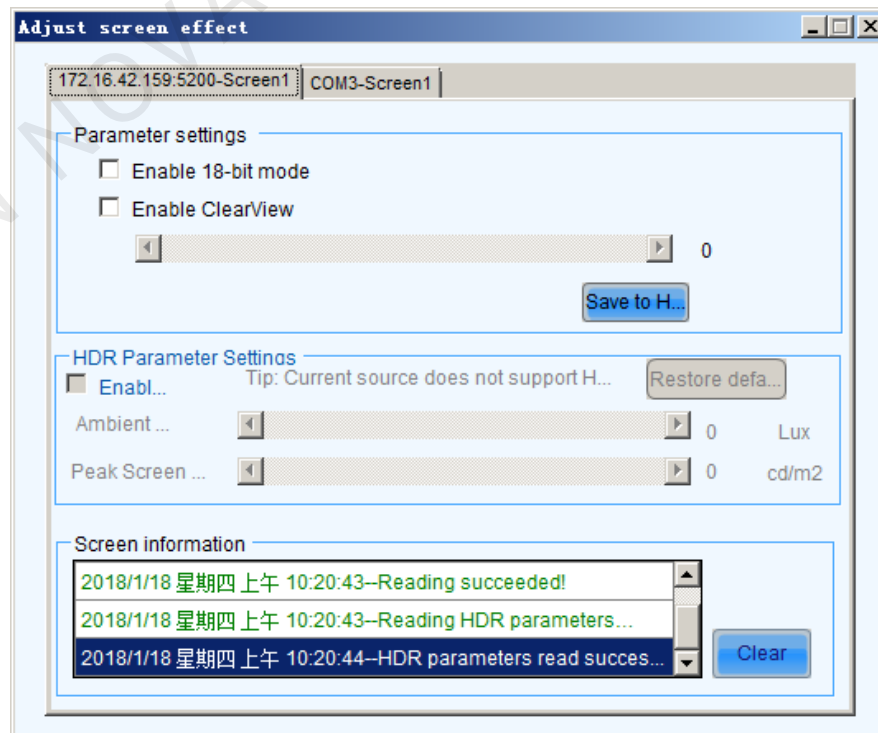 Adjust screen effect
172.16.42.159:5200-Screen1 COM3-Screen1
Parameter settings
Enable 18-bit mode
Enable ClearView
0
Save to H...
HDR Parameter Settings
Enabl... Tip: Current source does not support H... Restore defa...
Ambient ... 0 Lux
Peak Screen ... 0 cd/m2
Screen information
2018/1/18 星期四 上午 10:20:43--Reading succeeded!
2018/1/18 星期四 上午 10:20:43--Reading HDR parameters...
2018/1/18 星期四 上午 10:20:44--HDR parameters read succes...
Clear
N NOVA